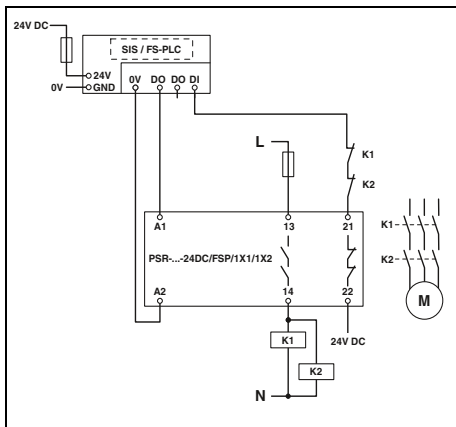 24V DC
SIS / FS-PLC
24V
0V
GND
0V DO DO DI
L
K1
K2
A1 13 21
K1
PSR-...-24DC/FSP/1X1/1X2
K2
A2 14 22
M
K1
24V DC
K2
N